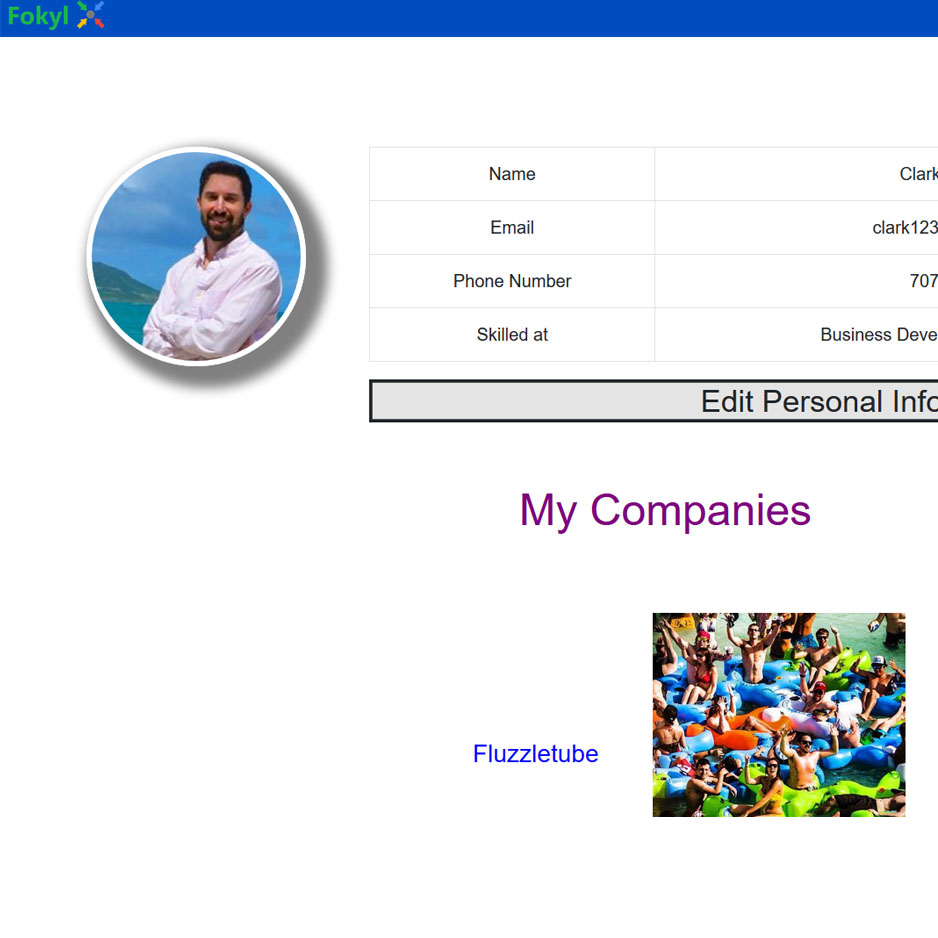 Fokyl
Name
Clark
Email
clark123
Phone Number
707
Skilled at
Business Deve
Edit Personal Info
My Companies
Fluzzletube